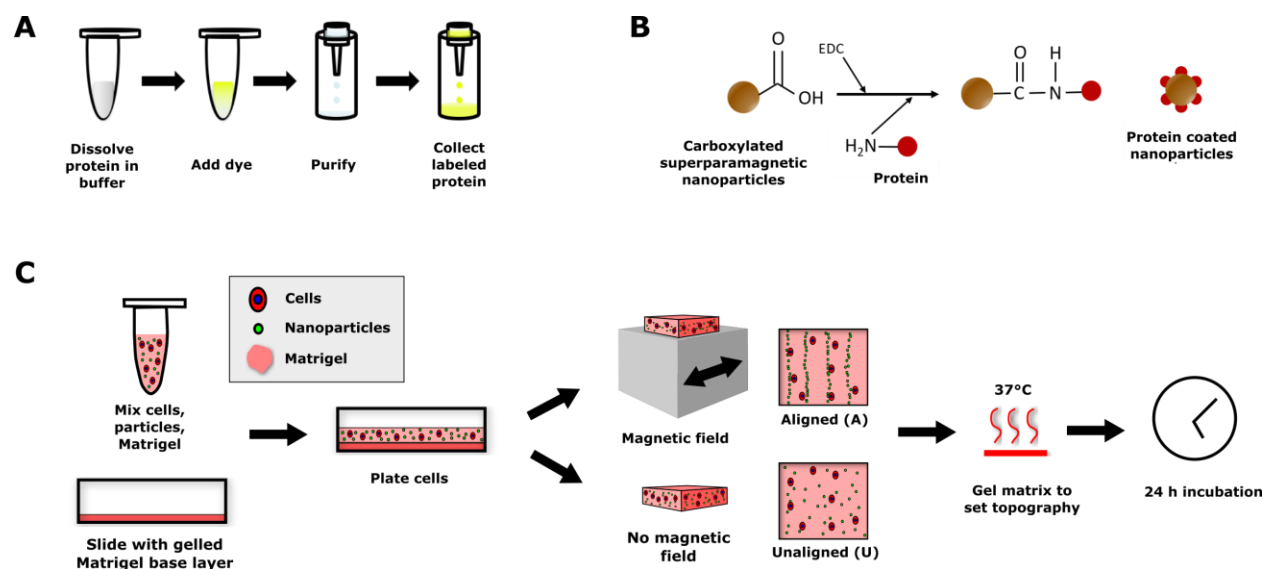 A
Dissolve
protein in
buffer
Add dye
Purify
Collect
labeled
protein
B
O
OH
EDC
H₂N
Carboxylated
superparamagnetic
nanoparticles
Protein
O
H
C
N
Protein coated
nanoparticles
C
Cells
Nanoparticles
Matrigel
Mix cells,
particles,
Matrigel
Slide with gelled
Matrigel base layer
Plate cells
Magnetic field
Aligned (A)
No magnetic
field
Unaligned (U)
37°C
Gel matrix to
set topography
24 h incubation